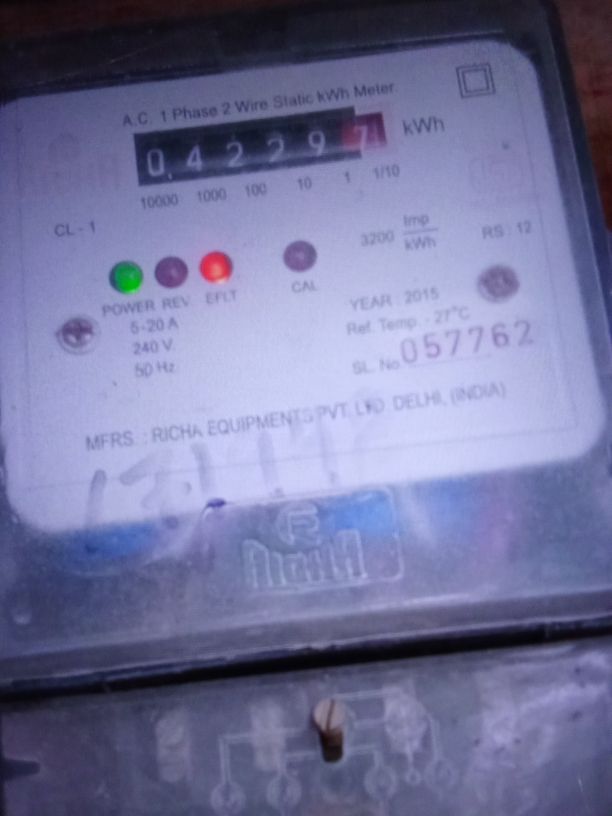 A.C. 1 Phase 2 Wire Static kWh Meter
0 4 2 2 9 7 kWh
10000 1000 100 10 1 1/10
CL - 1
3200 Imp/kWh
RS : 12
POWER REV EFLT CAL
5-20 A
240 V
50 Hz
YEAR : 2015
Ref. Temp. - 27°C
SL. No. 057762
MFRS. : RICHA EQUIPMENTS PVT. LTD. DELHI, (INDIA)